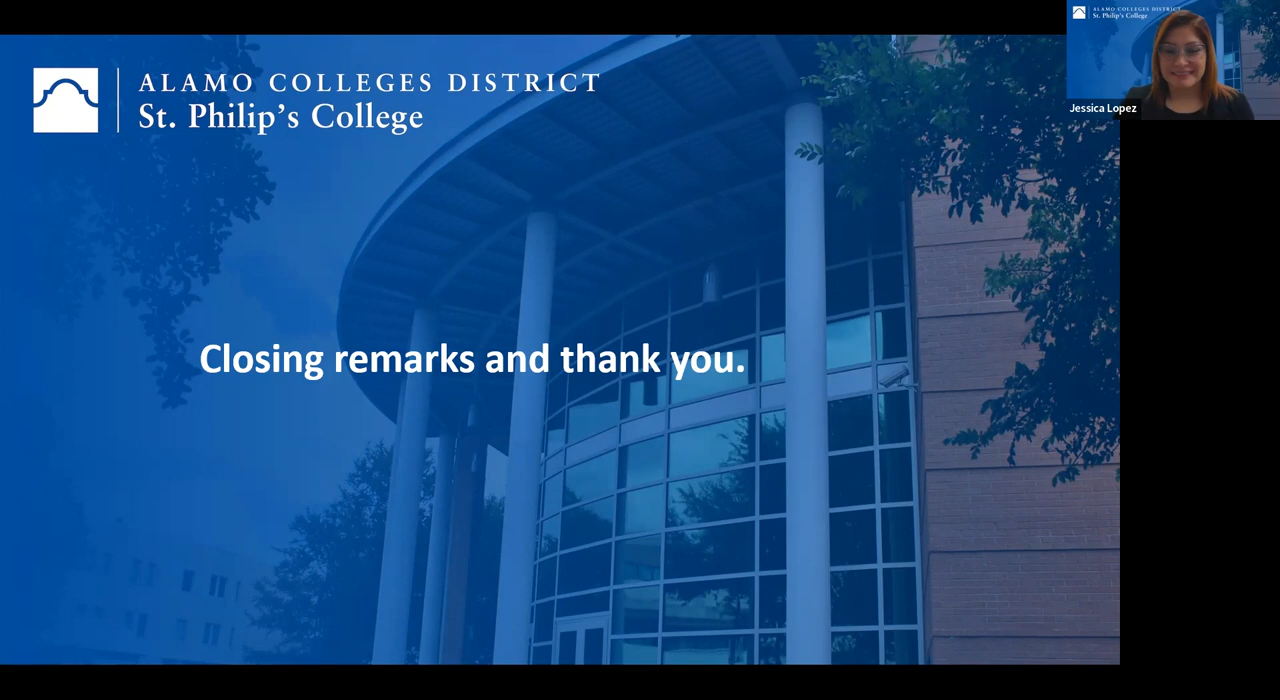 ALAMO COLLEGES DISTRICT
St. Philip's College
Closing remarks and thank you.
ALAMO COLLEGES DISTRICT
St. Philip's College
Jessica Lopez